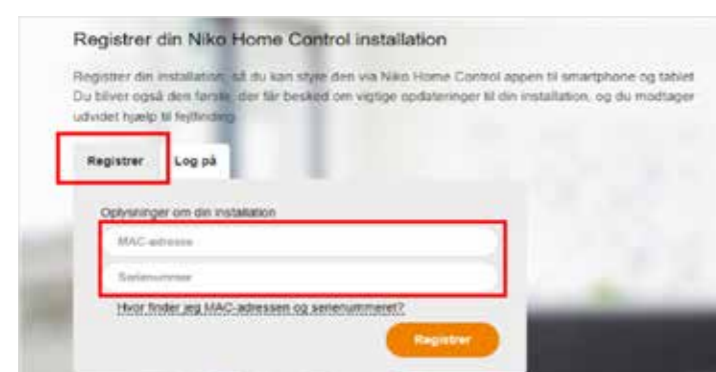 Registrer din Niko Home Control installation
Registrer din installation, så du kan styre den via Niko Home Control appen til smartphone og tablet
Du bliver også den første, der får besked om vigtige opdateringer til din installation, og du modtager
udvidet hjælp til fejlfinding.
Registrer Log på
Oplysninger om din installation
MAC-adresse
Serienummer
Hvor finder jeg MAC-adressen og serienummeret?
Registrer